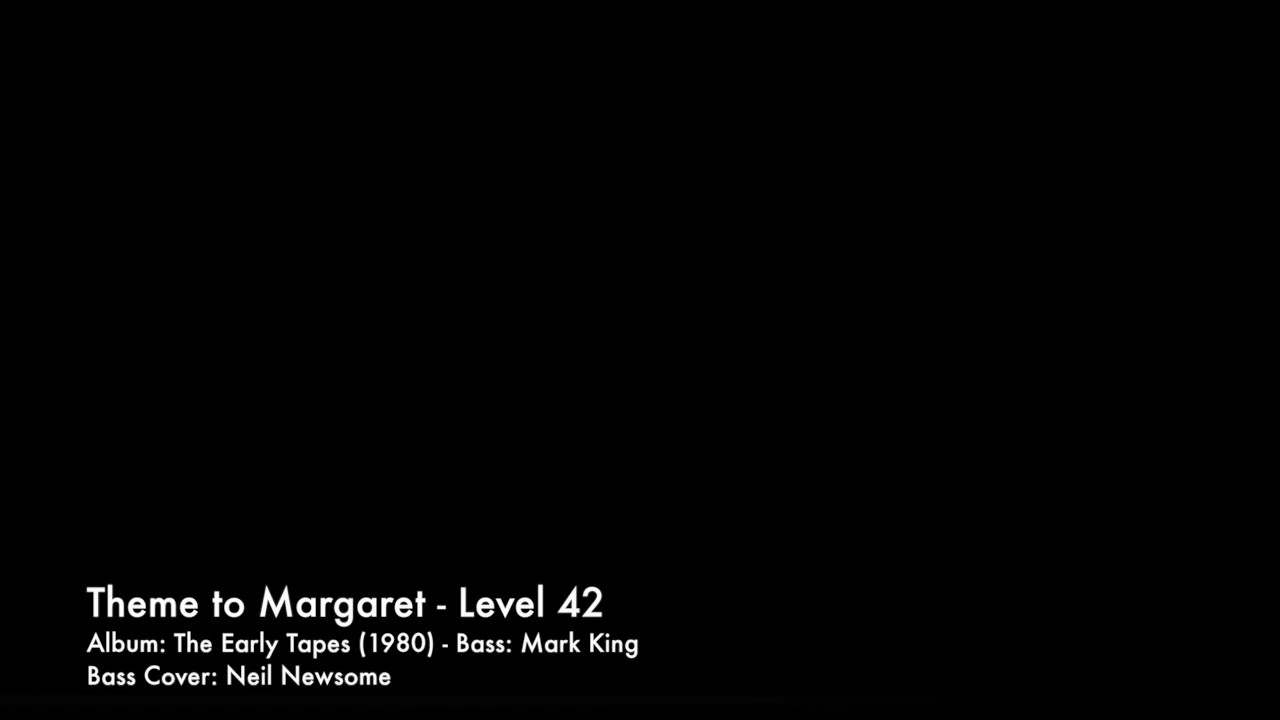 Theme to Margaret - Level 42
Album: The Early Tapes (1980) - Bass: Mark King
Bass Cover: Neil Newsome